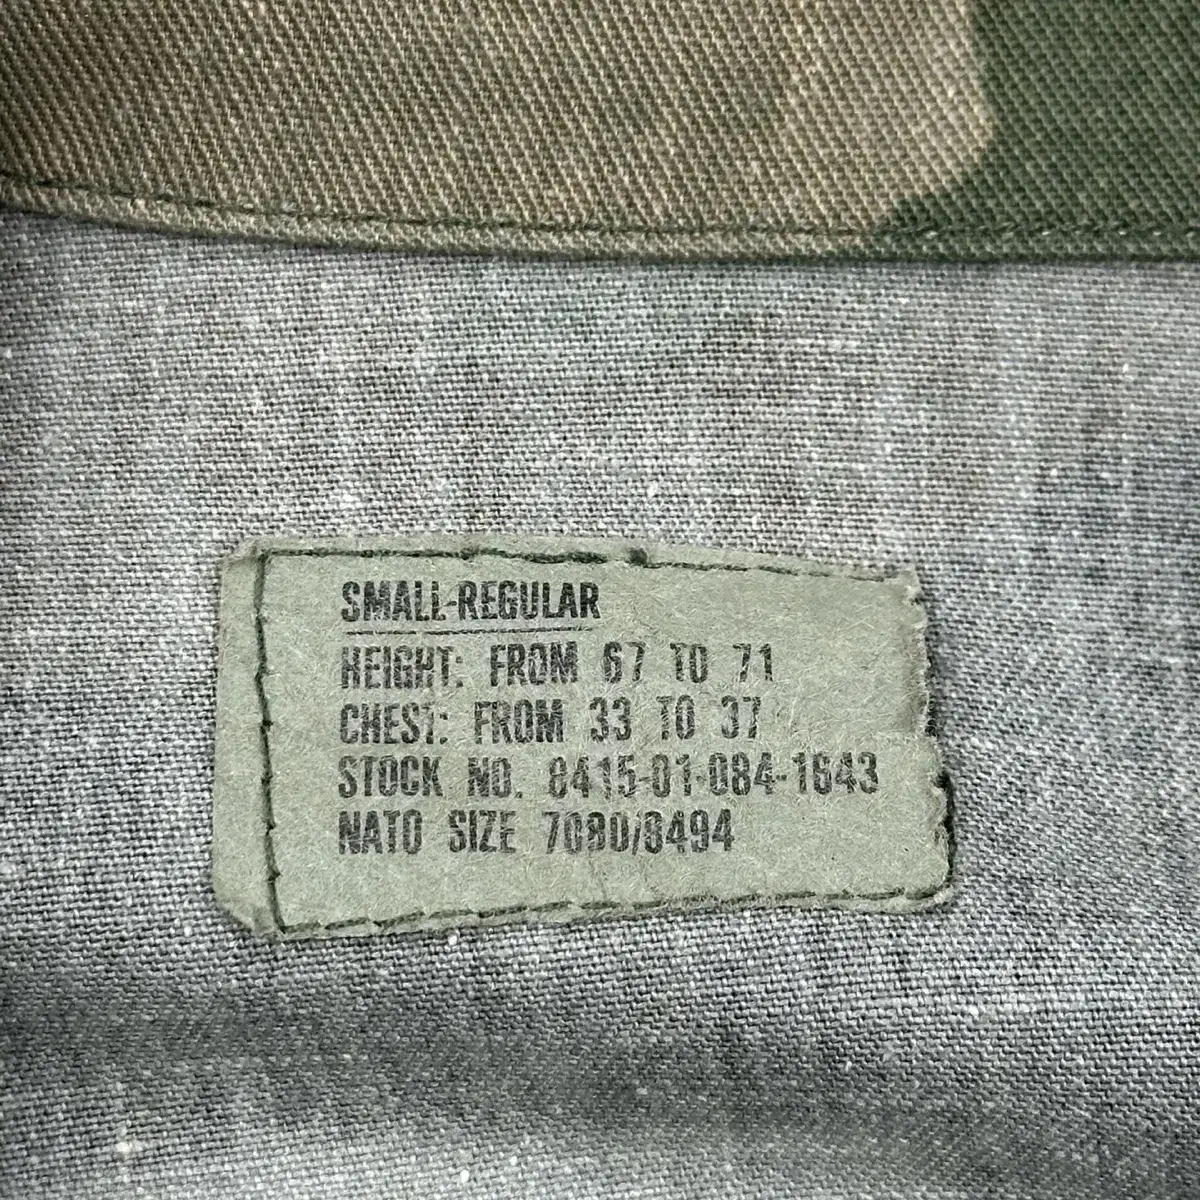 SMALL-REGULAR
HEIGHT: FROM 67 TO 71
CHEST: FROM 33 TO 37
STOCK NO. 8415-01-084-1643
NATO SIZE 7080/8494